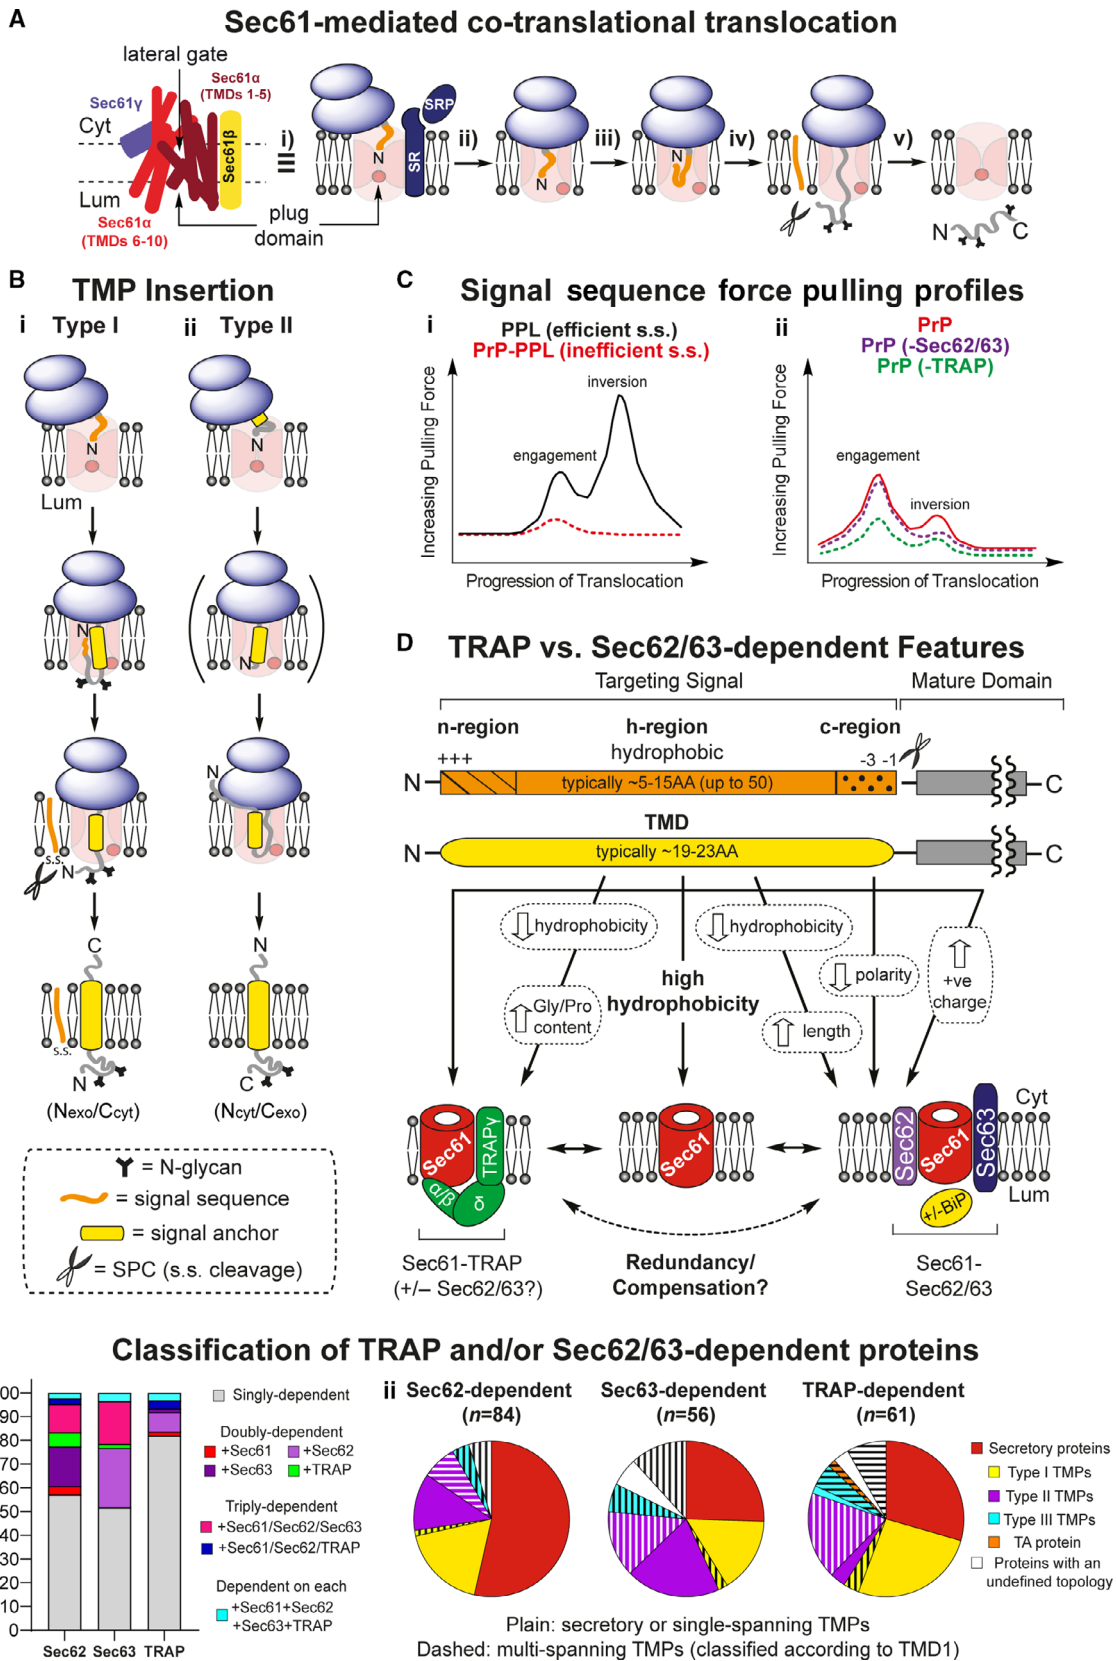 A
Sec61-mediated co-translational translocation
lateral gate
Sec61α
(TMDs 1-5)
Sec61γ
Cyt
Sec61β
Lum
Sec61α
(TMDs 6-10)
plug
domain
i)
SRP
SR
N
ii)
N
iii)
N
iv)
v)
N
C
B
TMP Insertion
i
Type I
ii
Type II
N
N
Lum
N
N
N
s.s.
N
C
N
s.s.
N
C
(Nexo/Ccyt)
(Ncyt/Cexo)
= N-glycan
= signal sequence
= signal anchor
= SPC (s.s. cleavage)
C
Signal sequence force pulling profiles
i
PPL (efficient s.s.)
PrP-PPL (inefficient s.s.)
Increasing Pulling Force
engagement
inversion
Progression of Translocation
ii
PrP
PrP (-Sec62/63)
PrP (-TRAP)
Increasing Pulling Force
engagement
inversion
Progression of Translocation
D
TRAP vs. Sec62/63-dependent Features
Targeting Signal
Mature Domain
n-region
h-region
c-region
hydrophobic
+++
-3 -1
N
typically ~5-15AA (up to 50)
C
TMD
N
typically ~19-23AA
C
hydrophobicity
hydrophobicity
Gly/Pro
content
high
hydrophobicity
length
polarity
+ve
charge
Sec61
TRAPγ
α/β
δ
Sec61
Sec62
Sec61
Sec63
+/-BiP
Cyt
Lum
Sec61-TRAP
(+/– Sec62/63?)
Redundancy/
Compensation?
Sec61-
Sec62/63
Classification of TRAP and/or Sec62/63-dependent proteins
00
90
80
70
60
50
40
30
20
10
0
Sec62
Sec63
TRAP
Singly-dependent
Doubly-dependent
+Sec61
+Sec62
+Sec63
+TRAP
Triply-dependent
+Sec61/Sec62/Sec63
+Sec61/Sec62/TRAP
Dependent on each
+Sec61+Sec62
+Sec63+TRAP
ii
Sec62-dependent
(n=84)
Sec63-dependent
(n=56)
TRAP-dependent
(n=61)
Secretory proteins
Type I TMPs
Type II TMPs
Type III TMPs
TA protein
Proteins with an
undefined topology
Plain: secretory or single-spanning TMPs
Dashed: multi-spanning TMPs (classified according to TMD1)